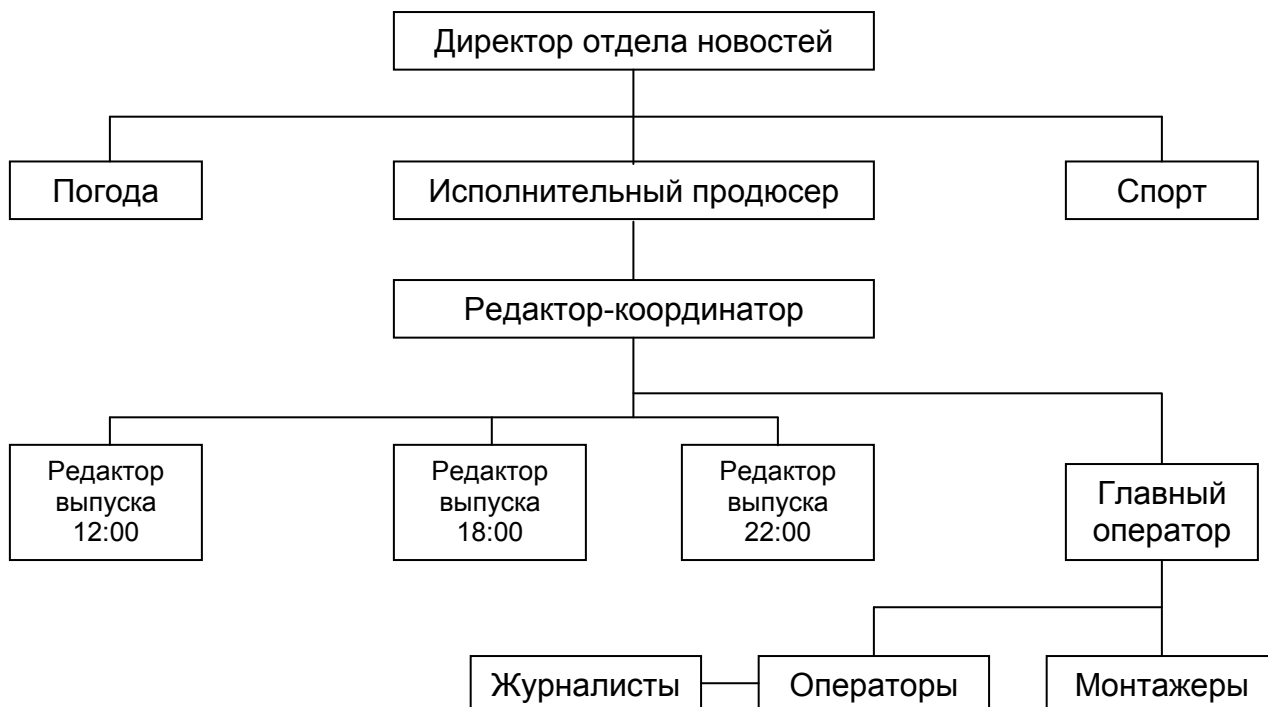 Директор отдела новостей
Погода
Исполнительный продюсер
Спорт
Редактор-координатор
Редактор
выпуска
12:00
Редактор
выпуска
18:00
Редактор
выпуска
22:00
Главный
оператор
Журналисты
Операторы
Монтажеры